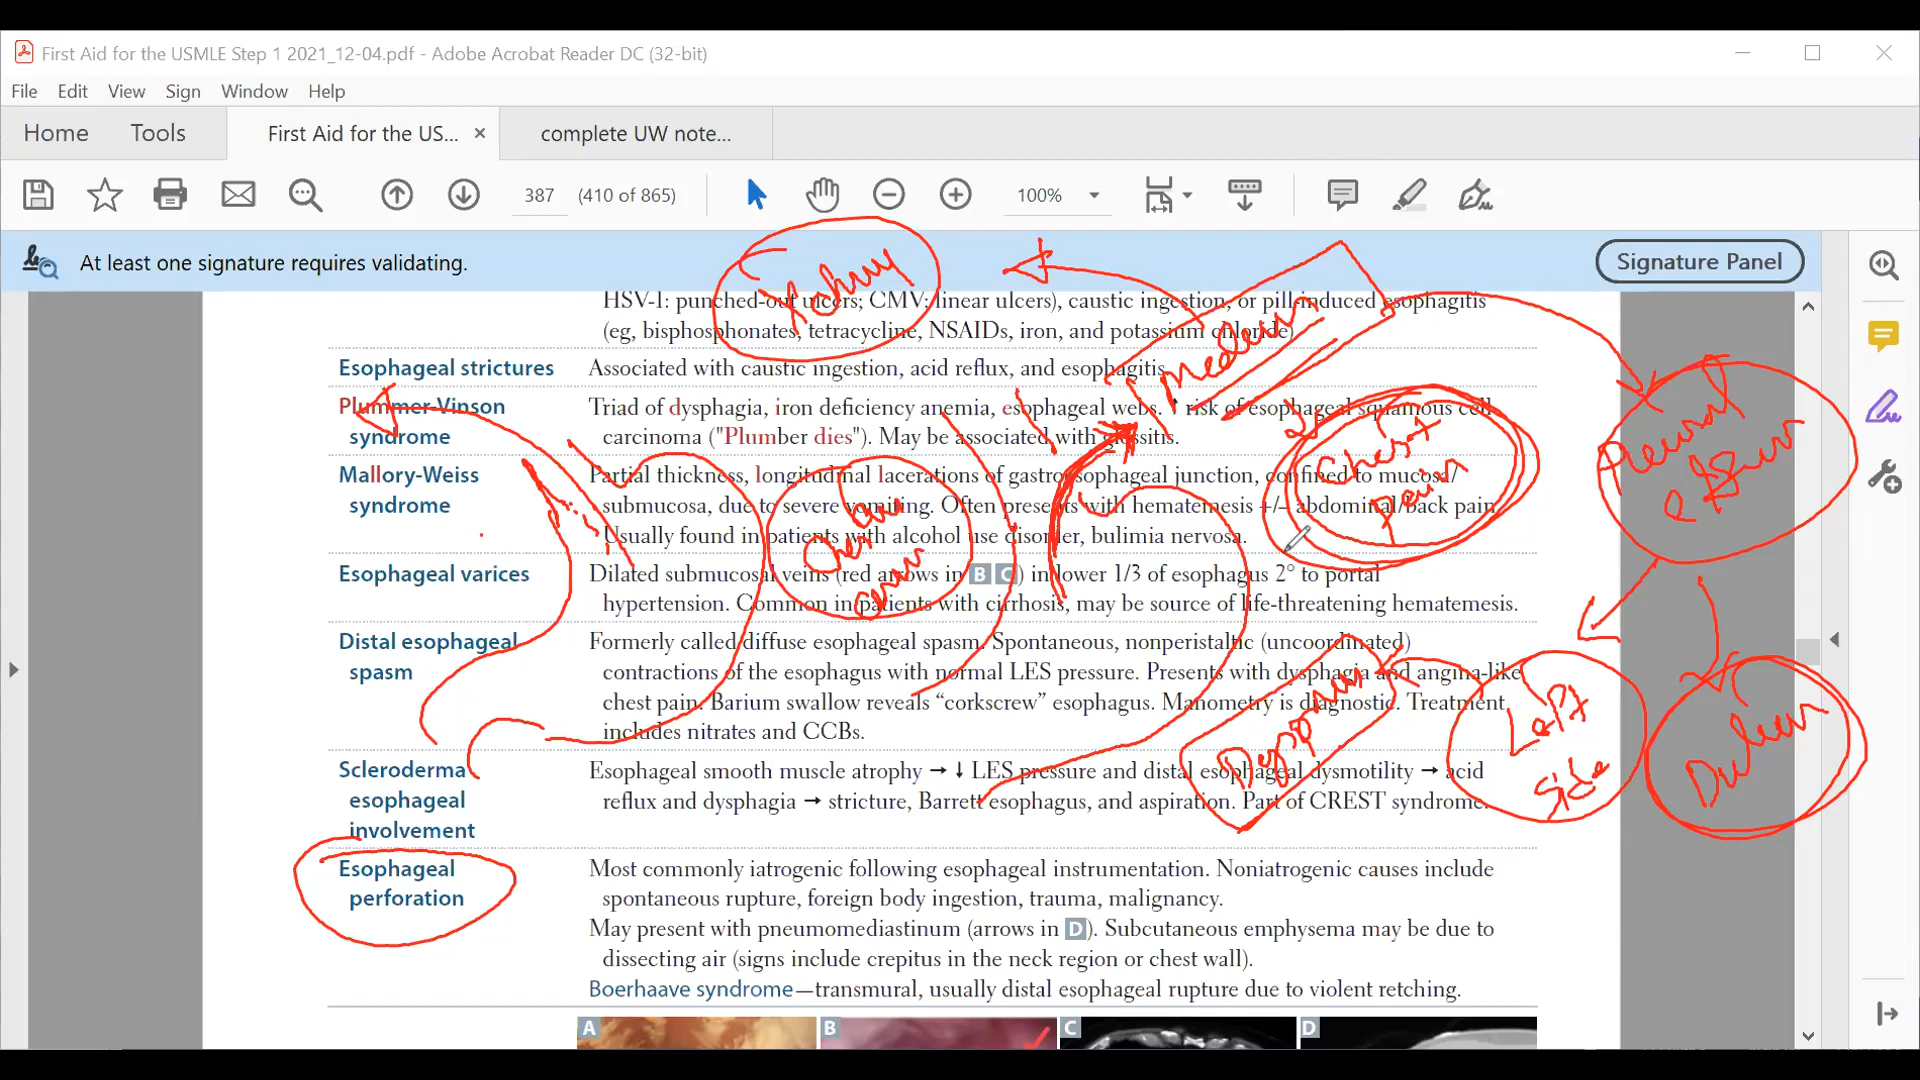 First Aid for the USMLE Step 1 2021_12-04.pdf - Adobe Acrobat Reader DC (32-bit)
File Edit View Sign Window Help
Home Tools First Aid for the US... × complete UW note...
387 (410 of 865) 100%
At least one signature requires validating.
Signature Panel
HSV-1: punched-out ulcers; CMV: linear ulcers), caustic ingestion, or pill-induced esophagitis
(eg, bisphosphonates, tetracycline, NSAIDs, iron, and potassium chloride)
Esophageal strictures Associated with caustic ingestion, acid reflux, and esophagitis.
Plummer-Vinson Triad of dysphagia, iron deficiency anemia, esophageal webs. ↑ risk of esophageal squamous cell
syndrome carcinoma ("Plumber dies"). May be associated with glossitis.
Mallory-Weiss Partial thickness, longitudinal lacerations of gastroesophageal junction, confined to mucosa/
syndrome submucosa, due to severe vomiting. Often presents with hematemesis +/– abdominal/back pain.
Usually found in patients with alcohol use disorder, bulimia nervosa.
Esophageal varices Dilated submucosal veins (red arrows in B C) in lower 1/3 of esophagus 2° to portal
hypertension. Common in patients with cirrhosis, may be source of life-threatening hematemesis.
Distal esophageal Formerly called diffuse esophageal spasm. Spontaneous, nonperistaltic (uncoordinated)
spasm contractions of the esophagus with normal LES pressure. Presents with dysphagia and angina-like
chest pain. Barium swallow reveals “corkscrew” esophagus. Manometry is diagnostic. Treatment
includes nitrates and CCBs.
Scleroderma Esophageal smooth muscle atrophy → ↓ LES pressure and distal esophageal dysmotility → acid
esophageal reflux and dysphagia → stricture, Barrett esophagus, and aspiration. Part of CREST syndrome.
involvement
Esophageal Most commonly iatrogenic following esophageal instrumentation. Noniatrogenic causes include
perforation spontaneous rupture, foreign body ingestion, trauma, malignancy.
May present with pneumomediastinum (arrows in D). Subcutaneous emphysema may be due to
dissecting air (signs include crepitus in the neck region or chest wall).
Boerhaave syndrome—transmural, usually distal esophageal rupture due to violent retching.
A B C D
Chest
Pain
Left
Side